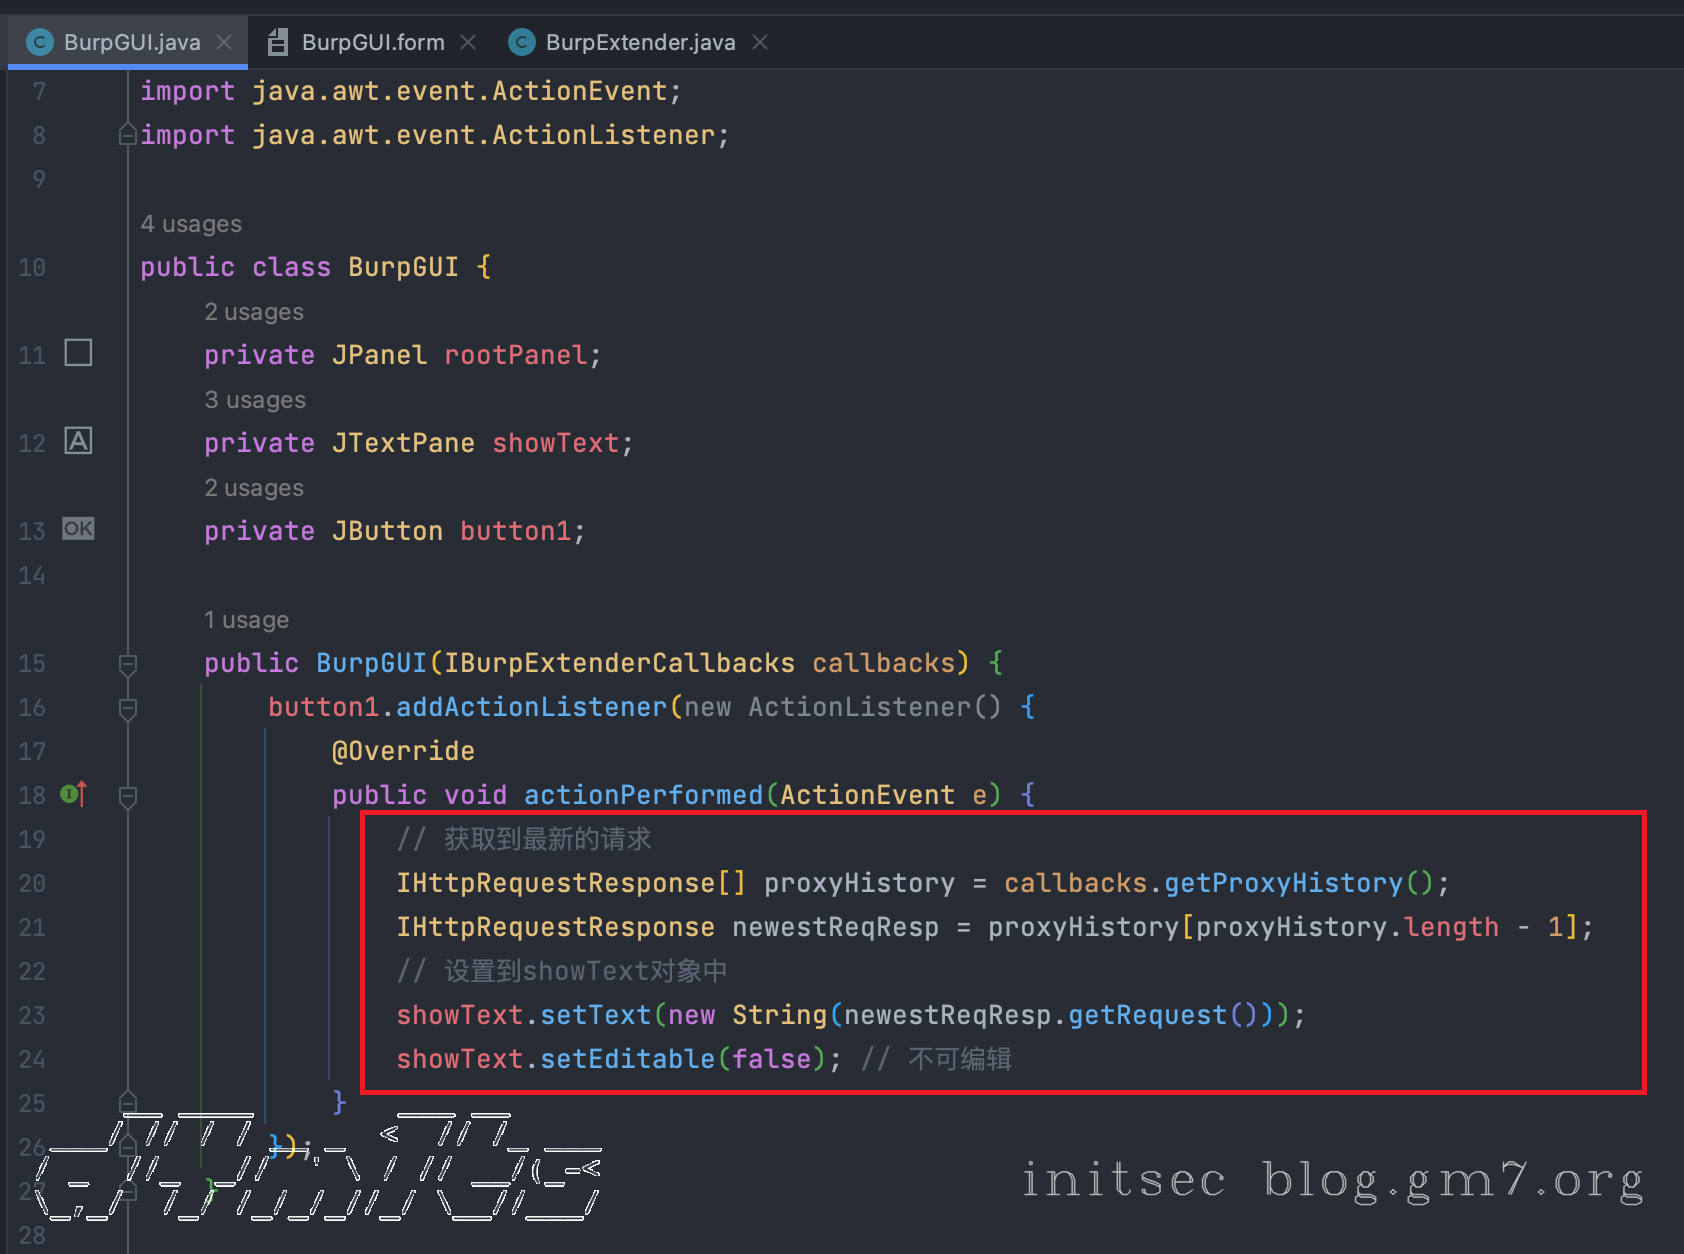 BurpGUI.java BurpGUI.form BurpExtender.java
7 import java.awt.event.ActionEvent;
8 import java.awt.event.ActionListener;
9
4 usages
10 public class BurpGUI {
2 usages
11 private JPanel rootPanel;
3 usages
12 private JTextPane showText;
2 usages
13 private JButton button1;
14
1 usage
15 public BurpGUI(IBurpExtenderCallbacks callbacks) {
16 button1.addActionListener(new ActionListener() {
17 @Override
18 public void actionPerformed(ActionEvent e) {
19 // 获取到最新的请求
20 IHttpRequestResponse[] proxyHistory = callbacks.getProxyHistory();
21 IHttpRequestResponse newestReqResp = proxyHistory[proxyHistory.length - 1];
22 // 设置到showText对象中
23 showText.setText(new String(newestReqResp.getRequest()));
24 showText.setEditable(false); // 不可编辑
25 }
26 });
27 }
28
initsec blog.gm7.org